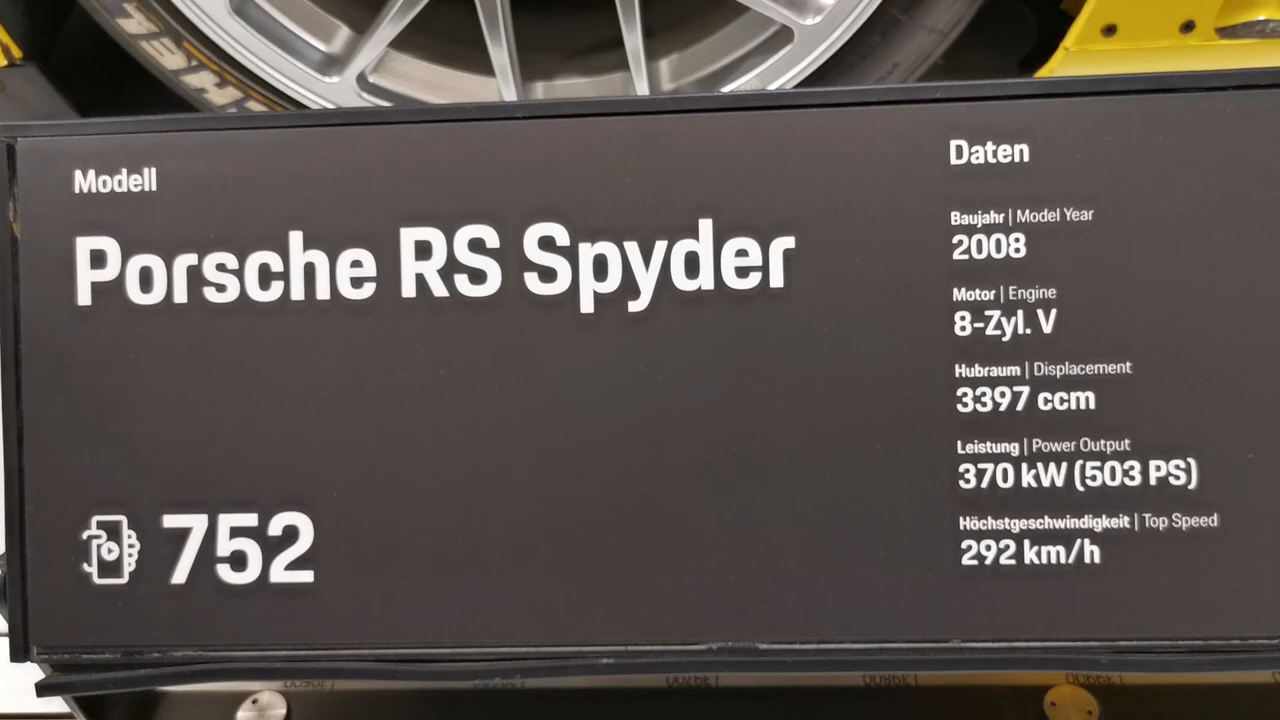 Modell
Porsche RS Spyder
752
Daten
Baujahr | Model Year
2008
Motor | Engine
8-Zyl. V
Hubraum | Displacement
3397 ccm
Leistung | Power Output
370 kW (503 PS)
Höchstgeschwindigkeit | Top Speed
292 km/h